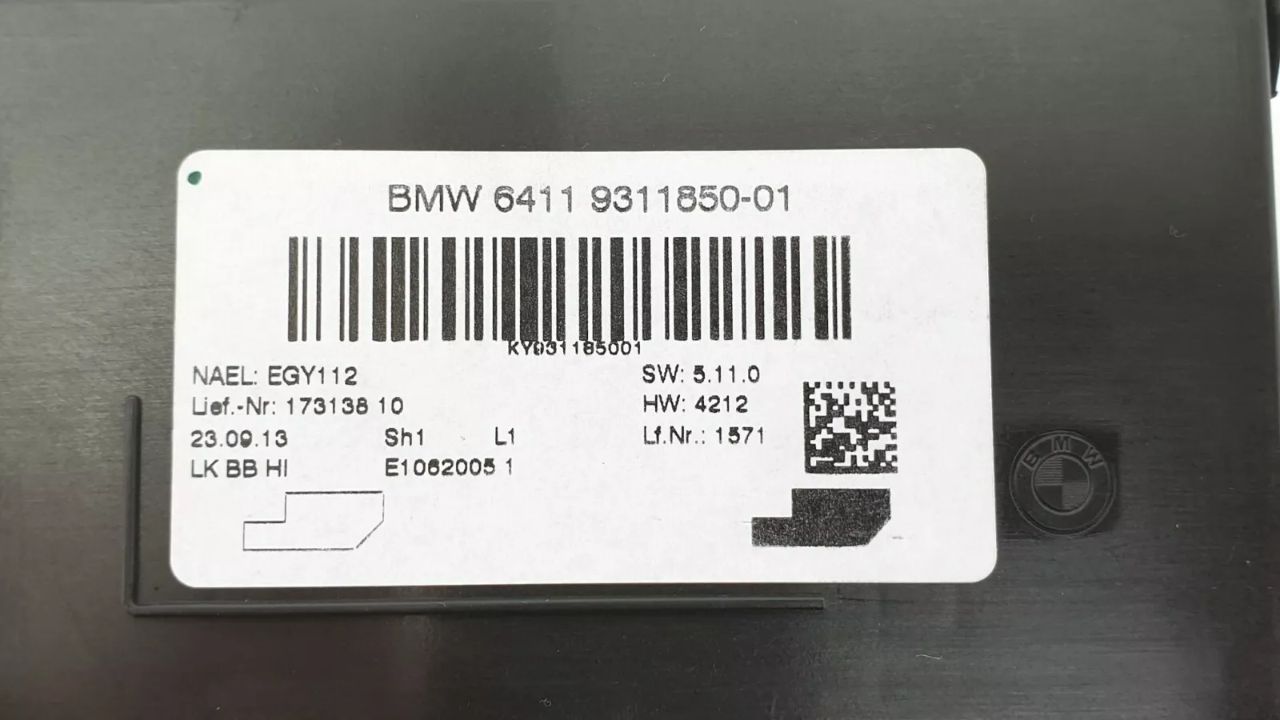 BMW 6411 9311850-01
KY931185001
NAEL: EGY112
SW: 5.11.0
Lief.-Nr: 173138 10
HW: 4212
23.09.13 Sh1 L1
Lf.Nr.: 1571
LK BB HI E1062005 1
BMW